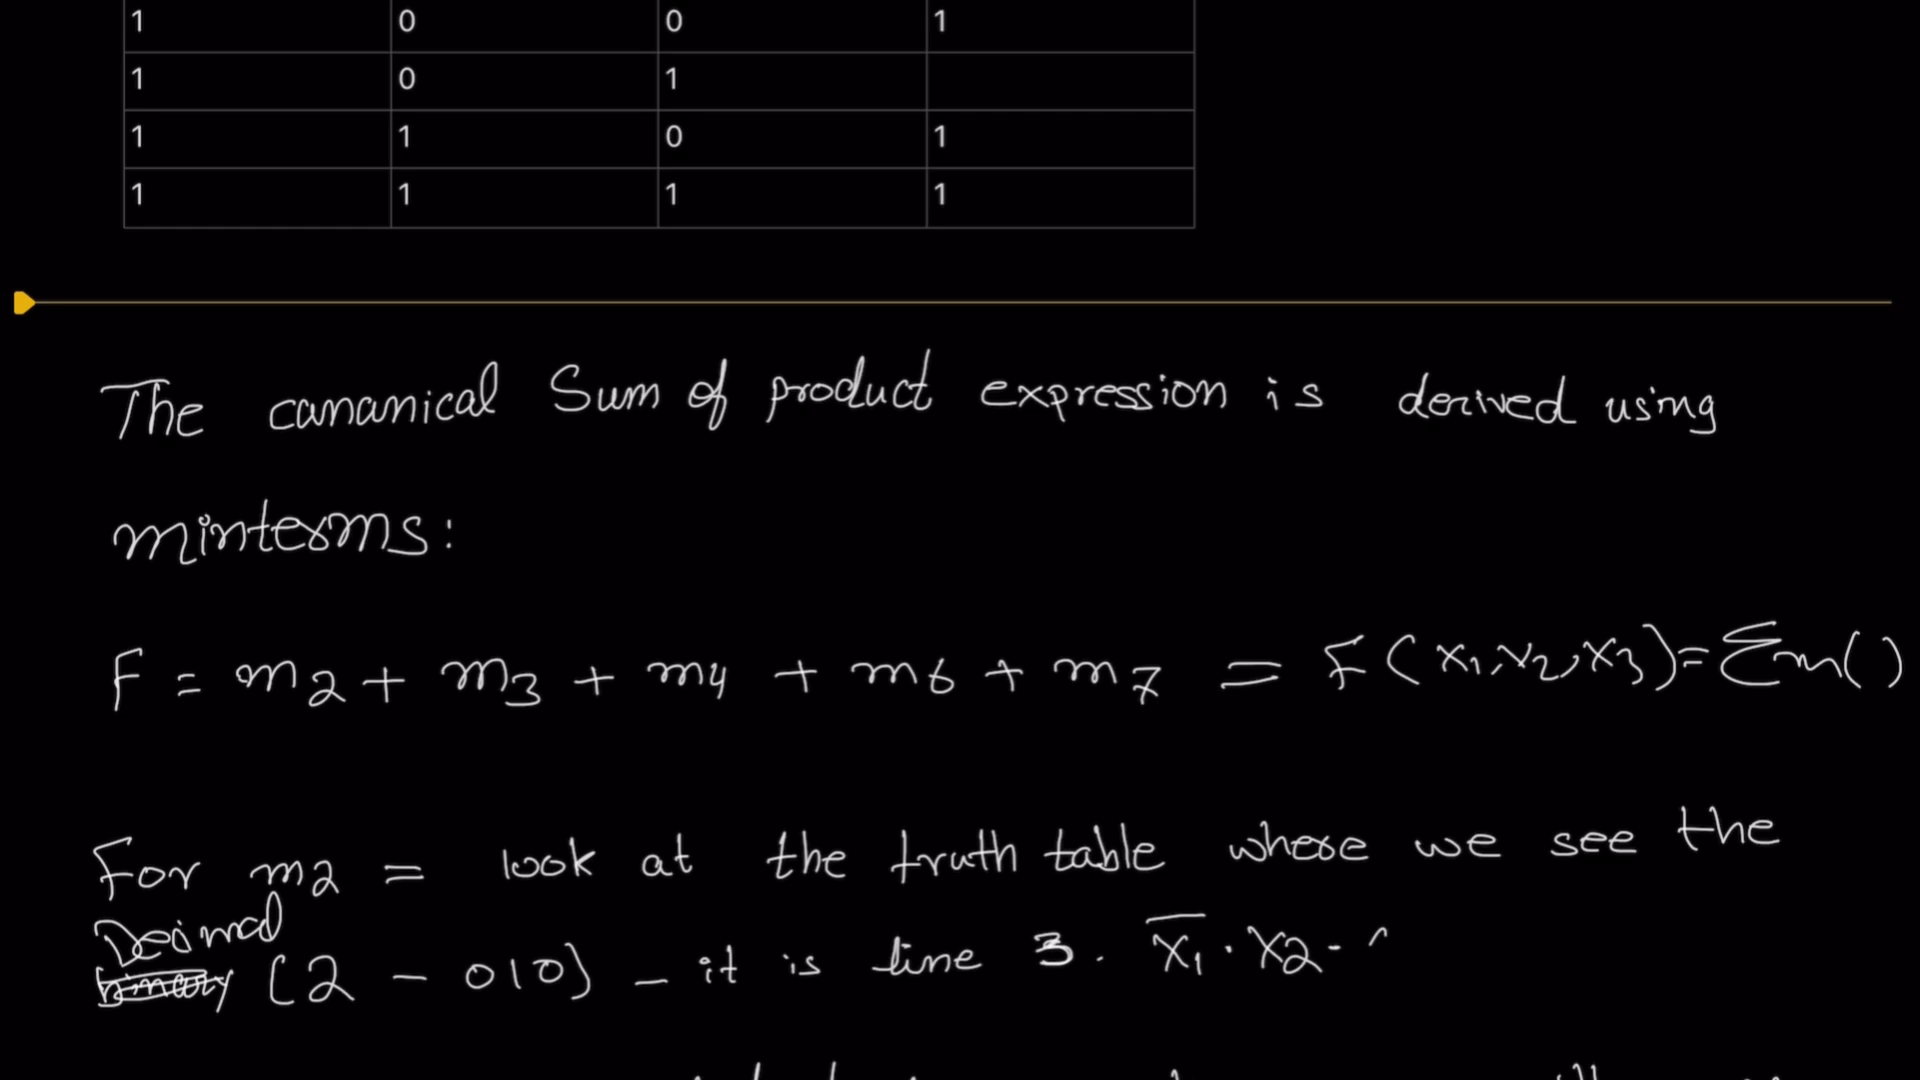 1 0 0 1
1 0 1
1 1 0 1
1 1 1 1
The cananical Sum of product expression is derived using
minterms:
F = m2 + m3 + m4 + m6 + m7 = F(x1,x2,x3)=Σm()
For m2 = look at the truth table where we see the
Decimal
binary (2 - 010) - it is line 3. x̅1 · x2 -